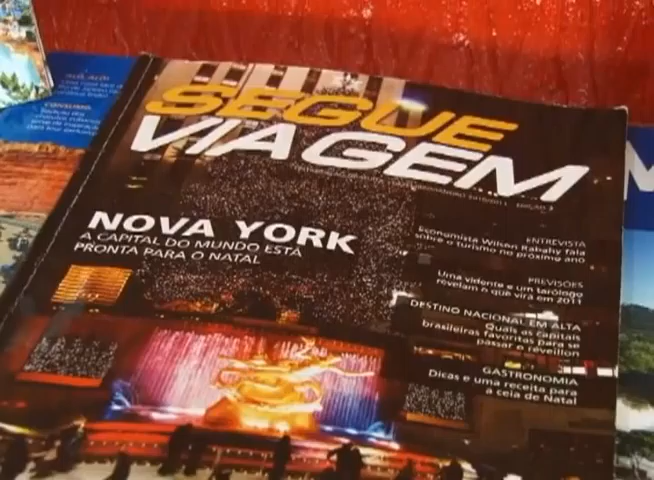 SEGUE
VIAGEM
NOVA YORK
A CAPITAL DO MUNDO ESTÁ
PRONTA PARA O NATAL
ENTREVISTA
Economista Wilson Rabahy fala
sobre o turismo no próximo ano
PREVISÕES
Uma vidente e um tarólogo
revelam o que virá em 2011
DESTINO NACIONAL EM ALTA
Quais as capitais
brasileiras favoritas para se
passar o réveillon
GASTRONOMIA
Dicas e uma receita para
a ceia de Natal
CONSUMO